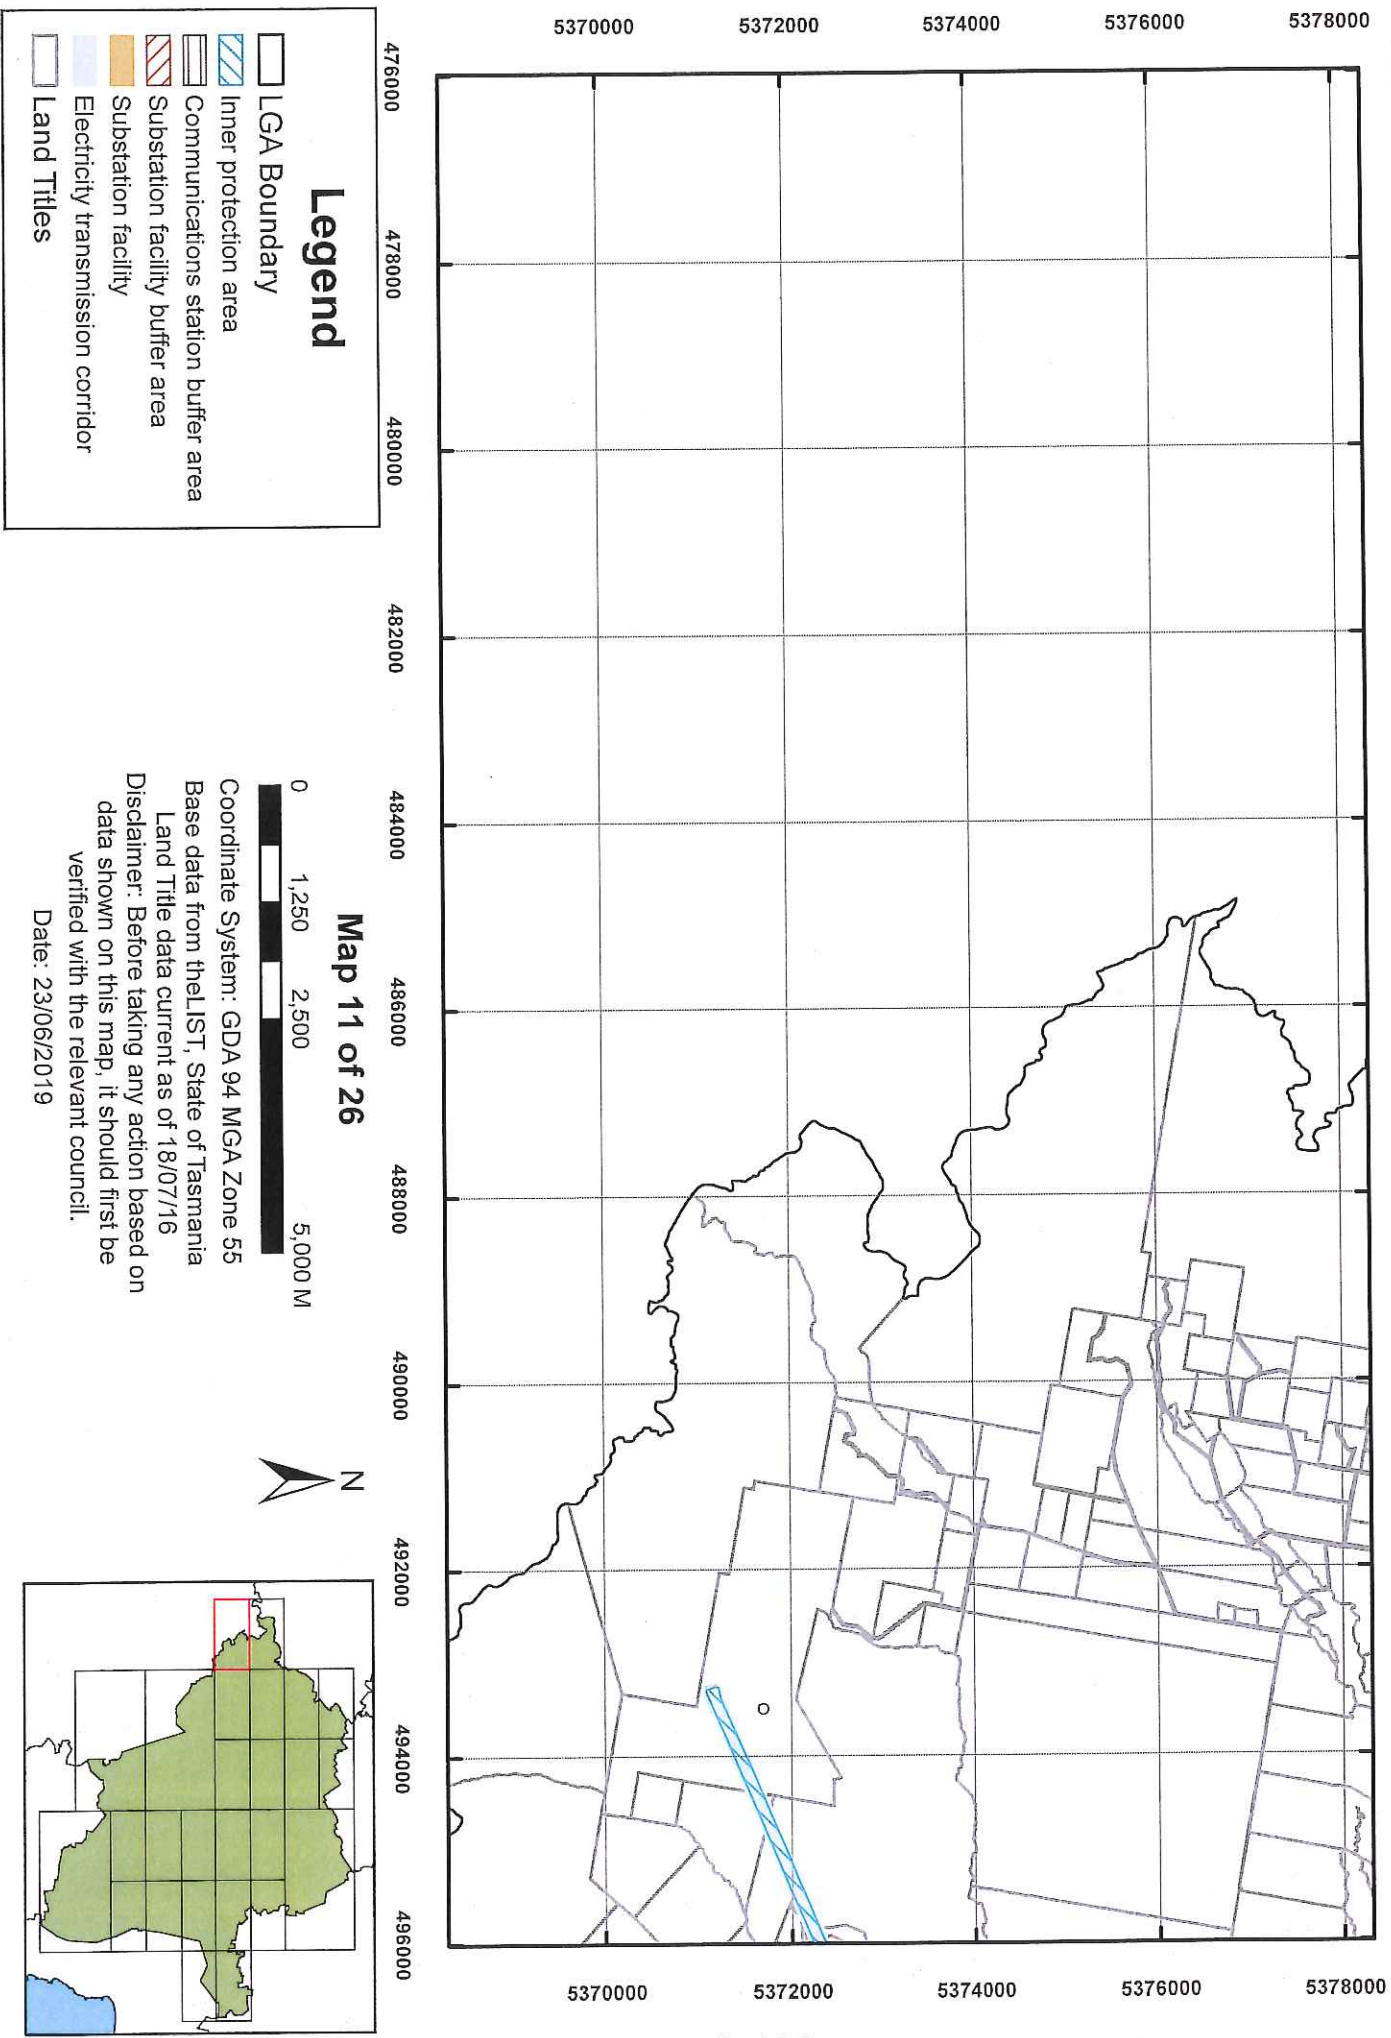 5370000
5372000
5374000
5376000
5378000
476000
478000
480000
482000
484000
486000
488000
490000
492000
494000
496000
5370000
5372000
5374000
5376000
5378000
Legend
LGA Boundary
Inner protection area
Communications station buffer area
Substation facility buffer area
Substation facility
Electricity transmission corridor
Land Titles
Map 11 of 26
0 1,250 2,500 5,000 M
Coordinate System: GDA 94 MGA Zone 55
Base data from theLIST, State of Tasmania
Land Title data current as of 18/07/16
Disclaimer: Before taking any action based on
data shown on this map, it should first be
verified with the relevant council.
Date: 23/06/2019
N